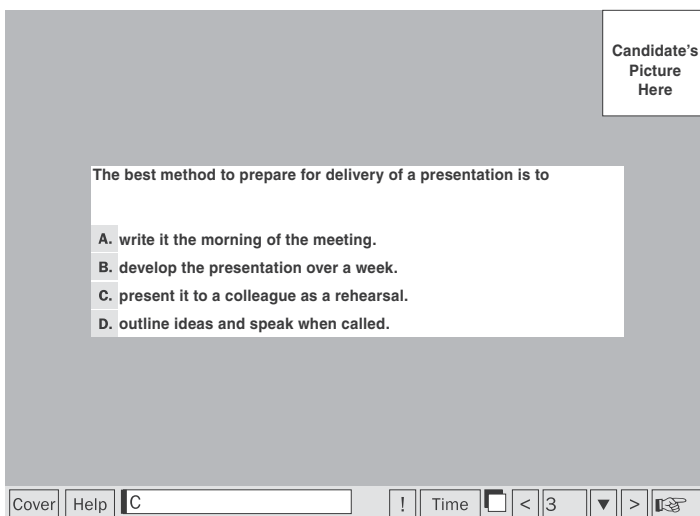 Candidate's
Picture
Here
The best method to prepare for delivery of a presentation is to
A. write it the morning of the meeting.
B. develop the presentation over a week.
C. present it to a colleague as a rehearsal.
D. outline ideas and speak when called.
Cover Help C ! Time < 3 ▼ > ☞